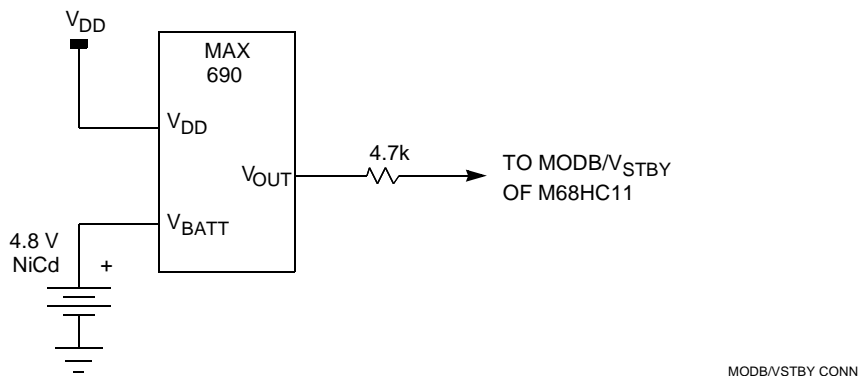 VDD
MAX
690
VDD
4.7k
VOUT
TO MODB/VSTBY
OF M68HC11
VBATT
4.8 V
NiCd +
MODB/VSTBY CONN